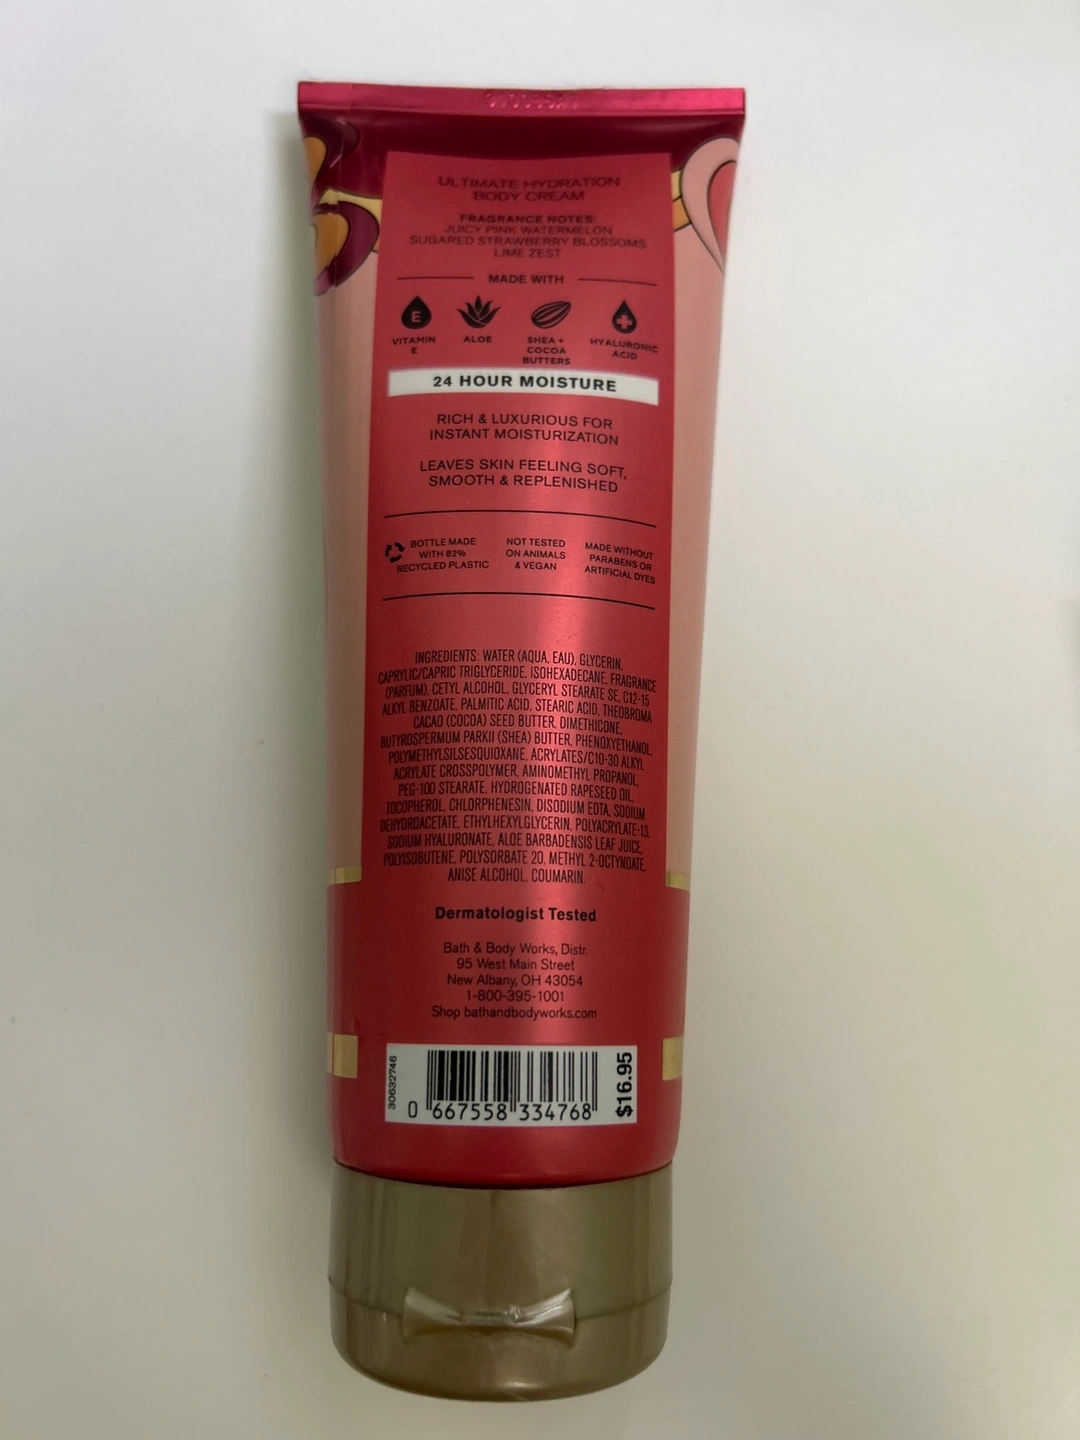 ULTIMATE HYDRATION
BODY CREAM
FRAGRANCE NOTES:
JUICY PINK WATERMELON
SUGARED STRAWBERRY BLOSSOMS
LIME ZEST
MADE WITH
E
VITAMIN
E
ALOE
SHEA +
COCOA
BUTTERS
HYALURONIC
ACID
24 HOUR MOISTURE
RICH & LUXURIOUS FOR
INSTANT MOISTURIZATION
LEAVES SKIN FEELING SOFT,
SMOOTH & REPLENISHED
BOTTLE MADE
WITH 82%
RECYCLED PLASTIC
NOT TESTED
ON ANIMALS
& VEGAN
MADE WITHOUT
PARABENS OR
ARTIFICIAL DYES
INGREDIENTS: WATER (AQUA, EAU), GLYCERIN,
CAPRYLIC/CAPRIC TRIGLYCERIDE, ISOHEXADECANE, FRAGRANCE
(PARFUM), CETYL ALCOHOL, GLYCERYL STEARATE SE, C12-15
ALKYL BENZOATE, PALMITIC ACID, STEARIC ACID, THEOBROMA
CACAO (COCOA) SEED BUTTER, DIMETHICONE,
BUTYROSPERMUM PARKII (SHEA) BUTTER, PHENOXYETHANOL,
POLYMETHYLSILSESQUIOXANE, ACRYLATES/C10-30 ALKYL
ACRYLATE CROSSPOLYMER, AMINOMETHYL PROPANOL,
PEG-100 STEARATE, HYDROGENATED RAPESEED OIL,
TOCOPHEROL, CHLORPHENESIN, DISODIUM EDTA, SODIUM
DEHYDROACETATE, ETHYLHEXYLGLYCERIN, POLYACRYLATE-13,
SODIUM HYALURONATE, ALOE BARBADENSIS LEAF JUICE,
POLYISOBUTENE, POLYSORBATE 20, METHYL 2-OCTYNOATE,
ANISE ALCOHOL, COUMARIN.
Dermatologist Tested
Bath & Body Works, Distr.
95 West Main Street
New Albany, OH 43054
1-800-395-1001
Shop bathandbodyworks.com
30632746
0 667558 334768
$16.95